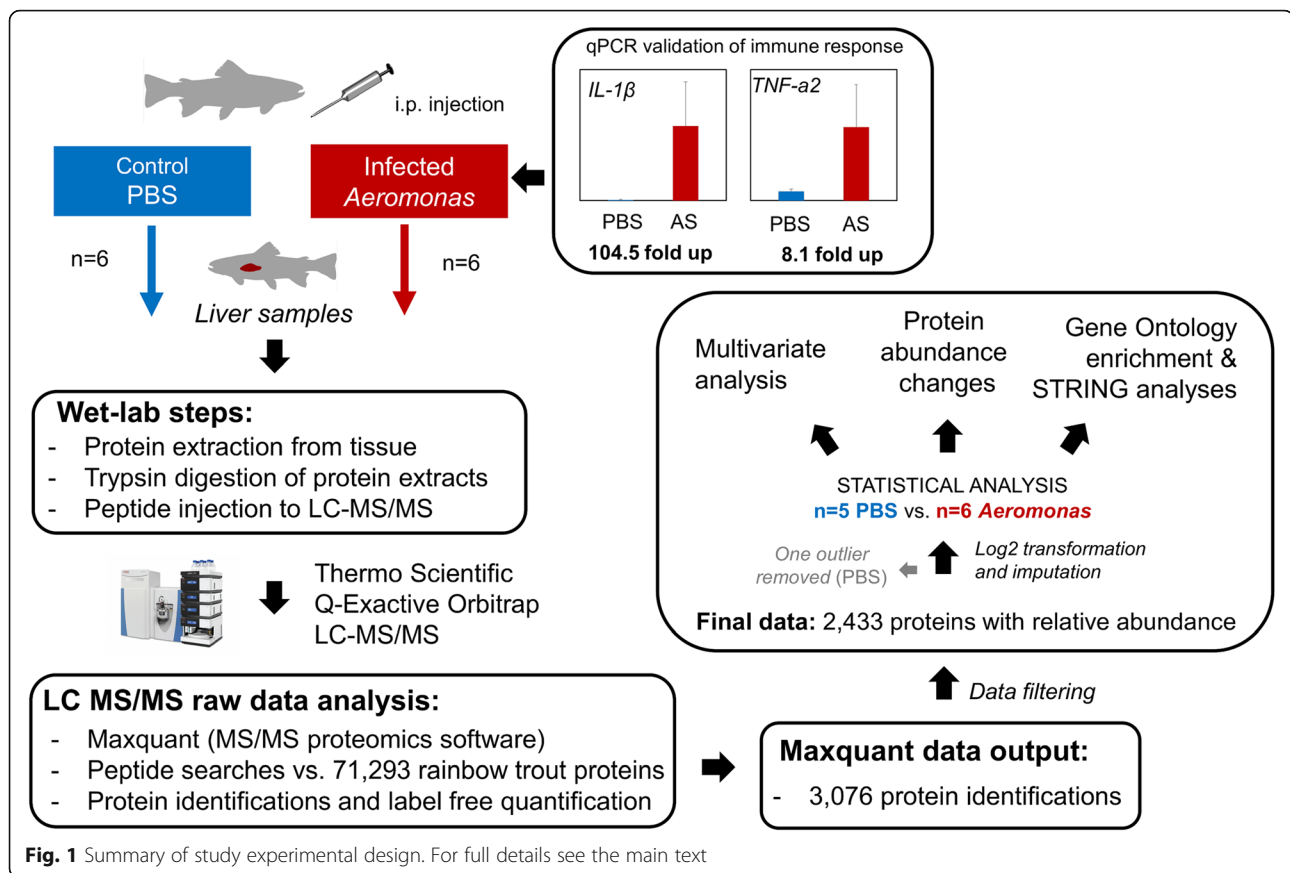 i.p. injection
Control
PBS
Infected
Aeromonas
n=6
n=6
Liver samples
qPCR validation of immune response
IL-1β
PBS
AS
104.5 fold up
TNF-a2
PBS
AS
8.1 fold up
Wet-lab steps:
- Protein extraction from tissue
- Trypsin digestion of protein extracts
- Peptide injection to LC-MS/MS
Thermo Scientific
Q-Exactive Orbitrap
LC-MS/MS
LC MS/MS raw data analysis:
- Maxquant (MS/MS proteomics software)
- Peptide searches vs. 71,293 rainbow trout proteins
- Protein identifications and label free quantification
Maxquant data output:
- 3,076 protein identifications
Data filtering
Final data: 2,433 proteins with relative abundance
One outlier
removed (PBS)
Log2 transformation
and imputation
STATISTICAL ANALYSIS
n=5 PBS vs. n=6 Aeromonas
Multivariate
analysis
Protein
abundance
changes
Gene Ontology
enrichment &
STRING analyses
Fig. 1 Summary of study experimental design. For full details see the main text